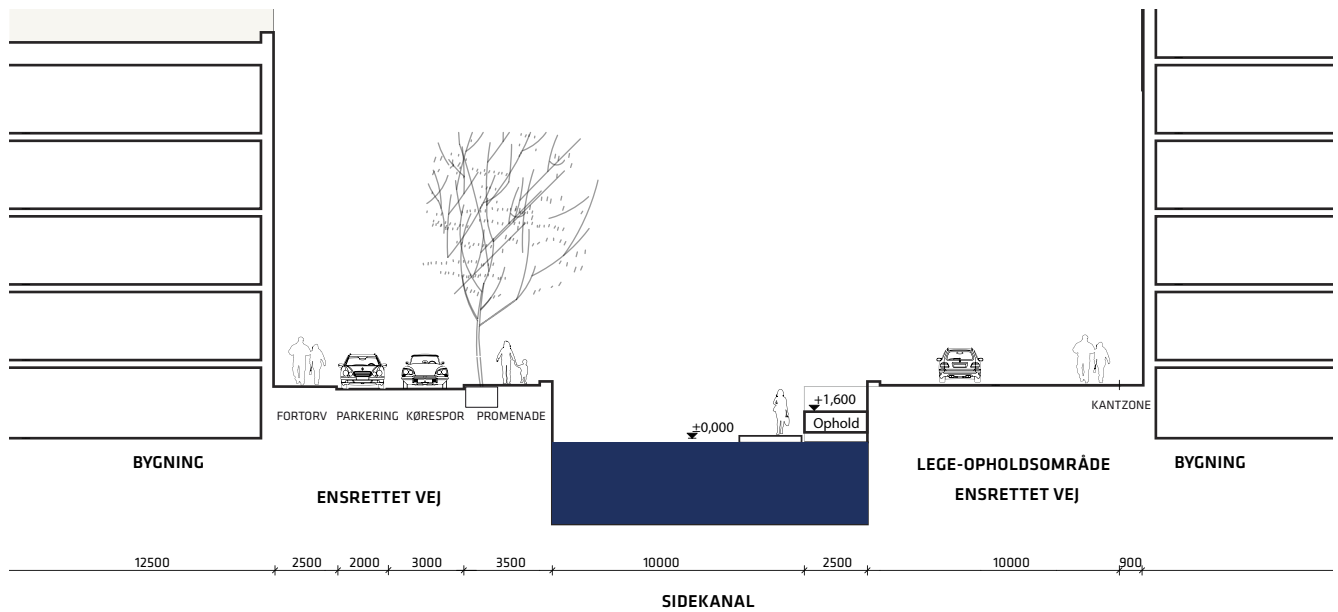 ±1,600
Ophold
±0,000
KANTZONE
FORTORV PARKERING KØRESPOR PROMENADE
BYGNING
LEGE-OPHOLDSOMRÅDE
ENSRETTET VEJ
BYGNING
ENSRETTET VEJ
12500 2500 2000 3000 3500 10000 2500 10000 900
SIDEKANAL